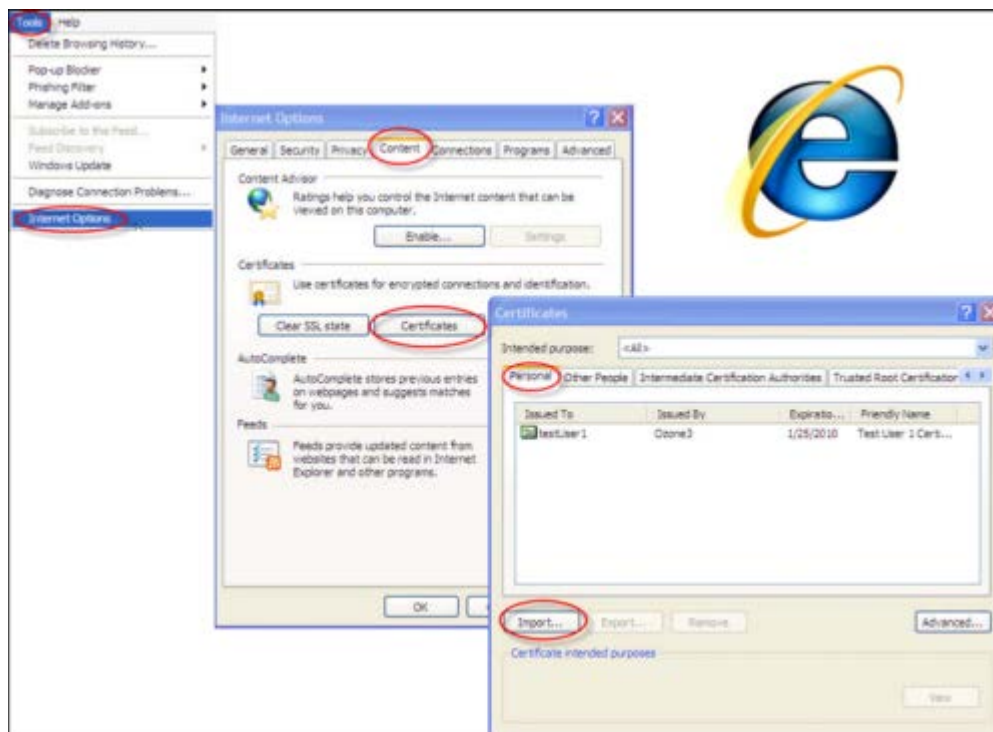 Tools Help
Delete Browsing History...
Pop-up Blocker
Phishing Filter
Manage Add-ons
Subscribe to the Feed...
Feed Discovery
Windows Update
Diagnose Connection Problems...
Internet Options
Internet Options
General Security Privacy Content Connections Programs Advanced
Content Advisor
Ratings help you control the Internet content that can be
viewed on this computer.
Enable... Settings
Certificates
Use certificates for encrypted connections and identification.
Clear SSL state Certificates
AutoComplete
AutoComplete stores previous entries
on webpages and suggests matches
for you.
Feeds
Feeds provide updated content from
websites that can be read in Internet
Explorer and other programs.
OK
Certificates
Intended purpose: <All>
Personal Other People Intermediate Certification Authorities Trusted Root Certification
Issued To Issued By Expiratio... Friendly Name
testUser1 Ozone3 1/25/2010 Test User 1 Cert...
Import... Export... Remove Advanced...
Certificate intended purposes
View